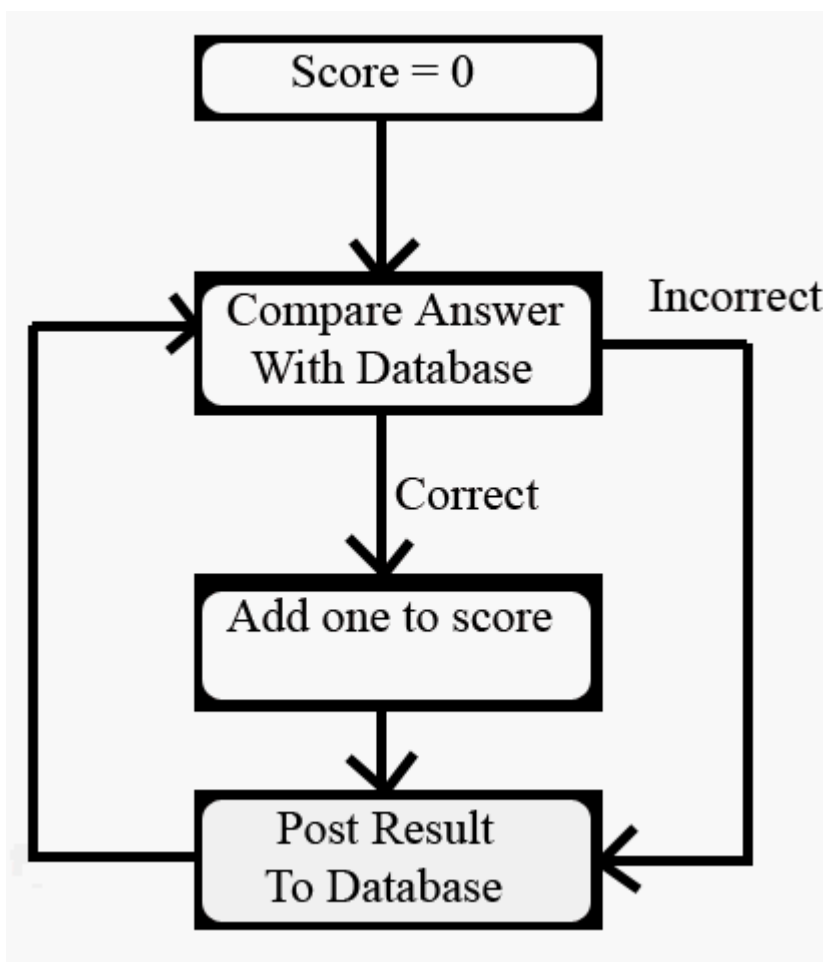 Score = 0
Incorrect
Compare Answer
With Database
Correct
Add one to score
Post Result
To Database